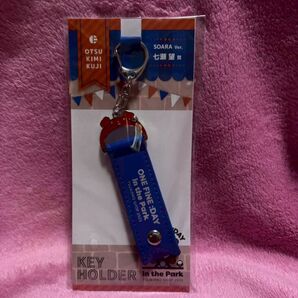 OTSU
KIMI
KUJI
SOARA Ver.
七瀬 望
ONE FINE:DAY
In the Park
KEY
HOLDER
DAY
In the Park